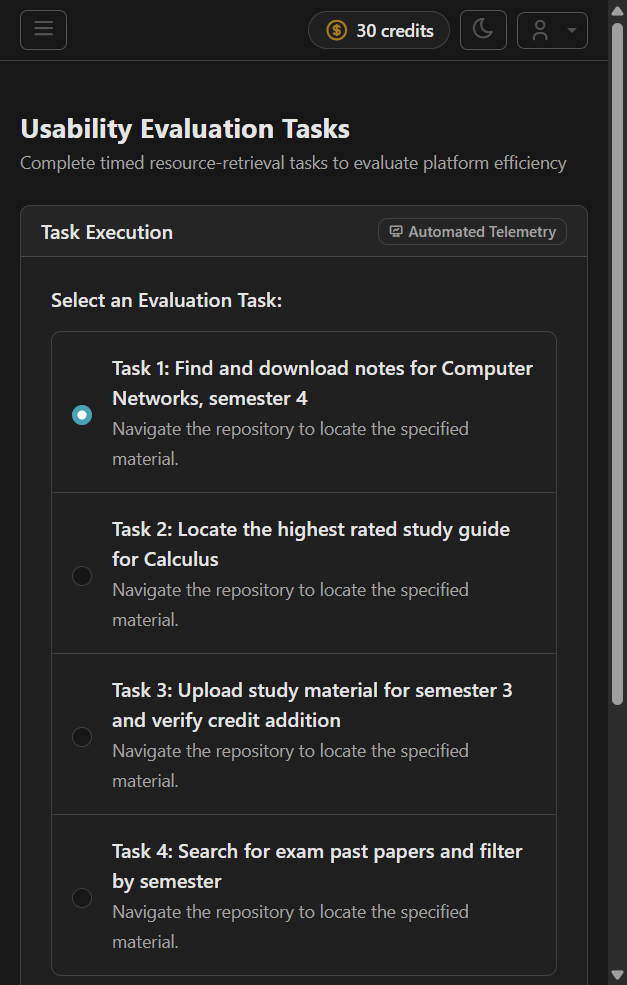 30 credits
Usability Evaluation Tasks
Complete timed resource-retrieval tasks to evaluate platform efficiency
Task Execution
Automated Telemetry
Select an Evaluation Task:
Task 1: Find and download notes for Computer
Networks, semester 4
Navigate the repository to locate the specified
material.
Task 2: Locate the highest rated study guide
for Calculus
Navigate the repository to locate the specified
material.
Task 3: Upload study material for semester 3
and verify credit addition
Navigate the repository to locate the specified
material.
Task 4: Search for exam past papers and filter
by semester
Navigate the repository to locate the specified
material.